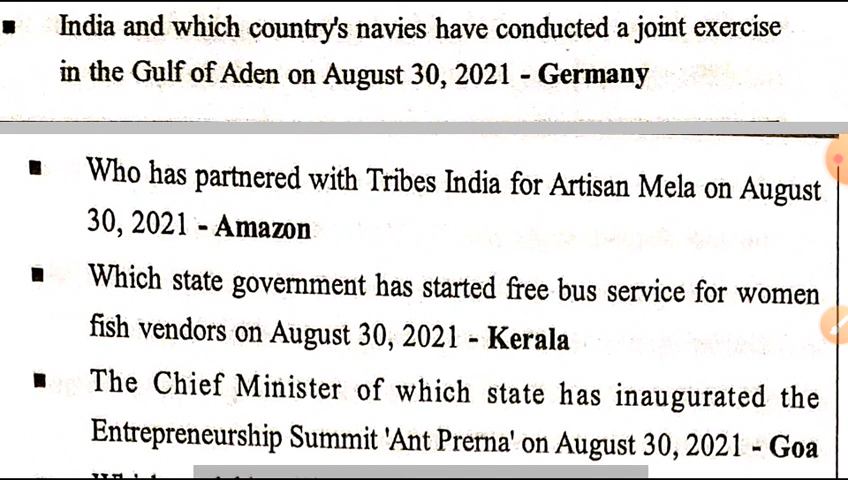 ▪ India and which country's navies have conducted a joint exercise
in the Gulf of Aden on August 30, 2021 - Germany
▪ Who has partnered with Tribes India for Artisan Mela on August
30, 2021 - Amazon
▪ Which state government has started free bus service for women
fish vendors on August 30, 2021 - Kerala
▪ The Chief Minister of which state has inaugurated the
Entrepreneurship Summit 'Ant Prerna' on August 30, 2021 - Goa